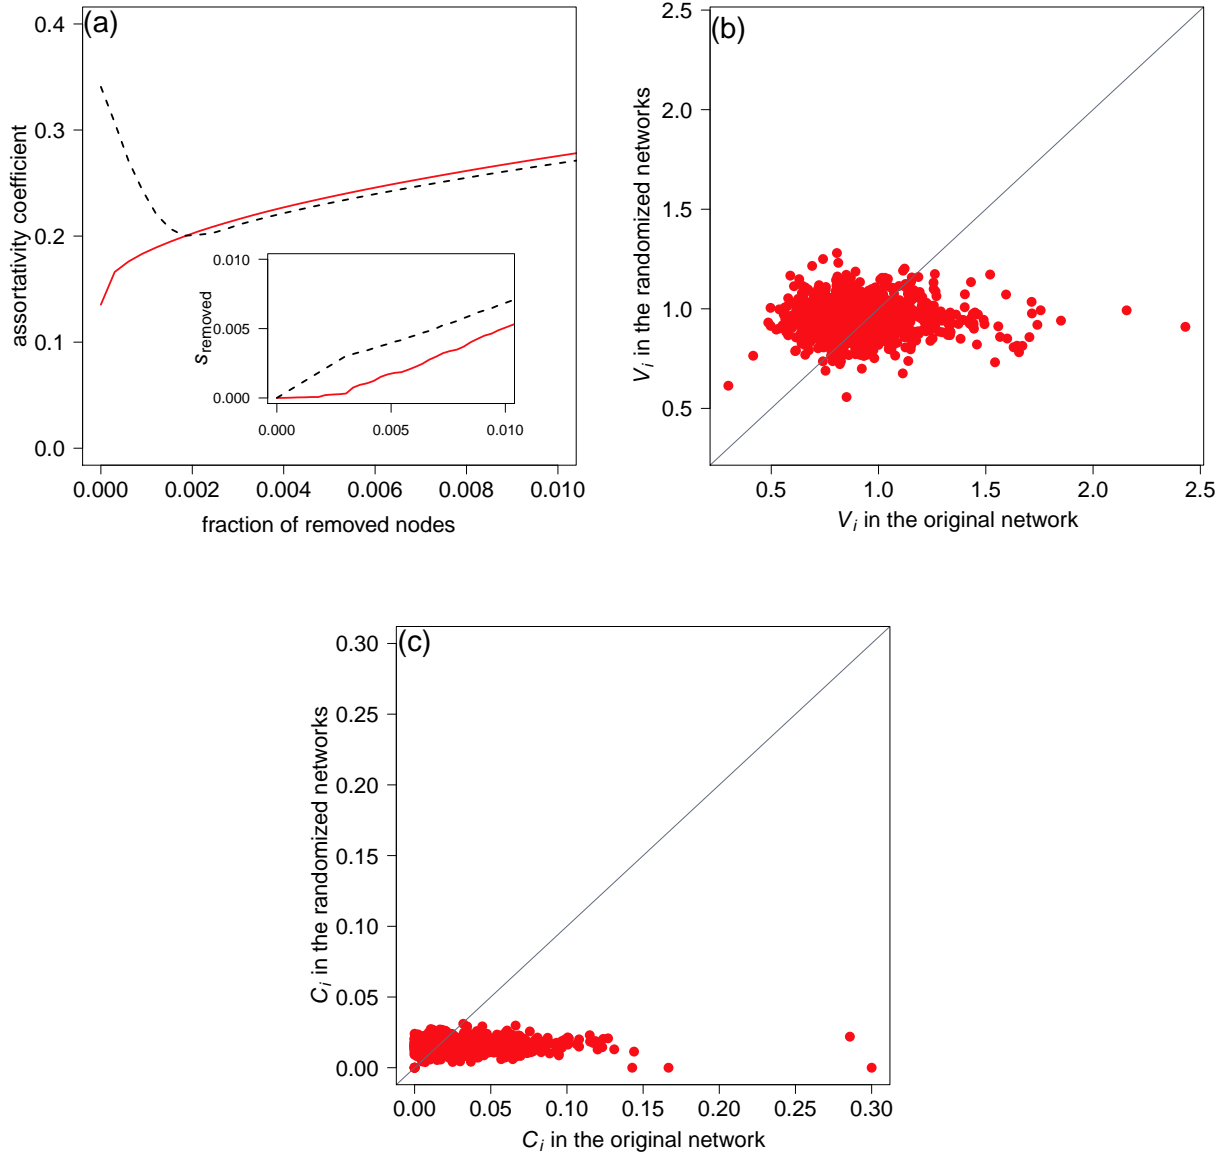 (a)
assortativity coefficient
0.4
0.3
0.2
0.1
0.0
0.000 0.002 0.004 0.006 0.008 0.010
fraction of removed nodes
s removed
0.010
0.005
0.000
0.000 0.005 0.010
(b)
V i in the randomized networks
2.5
2.0
1.5
1.0
0.5
0.5 1.0 1.5 2.0 2.5
V i in the original network
(c)
C i in the randomized networks
0.30
0.25
0.20
0.15
0.10
0.05
0.00
0.00 0.05 0.10 0.15 0.20 0.25 0.30
C i in the original network